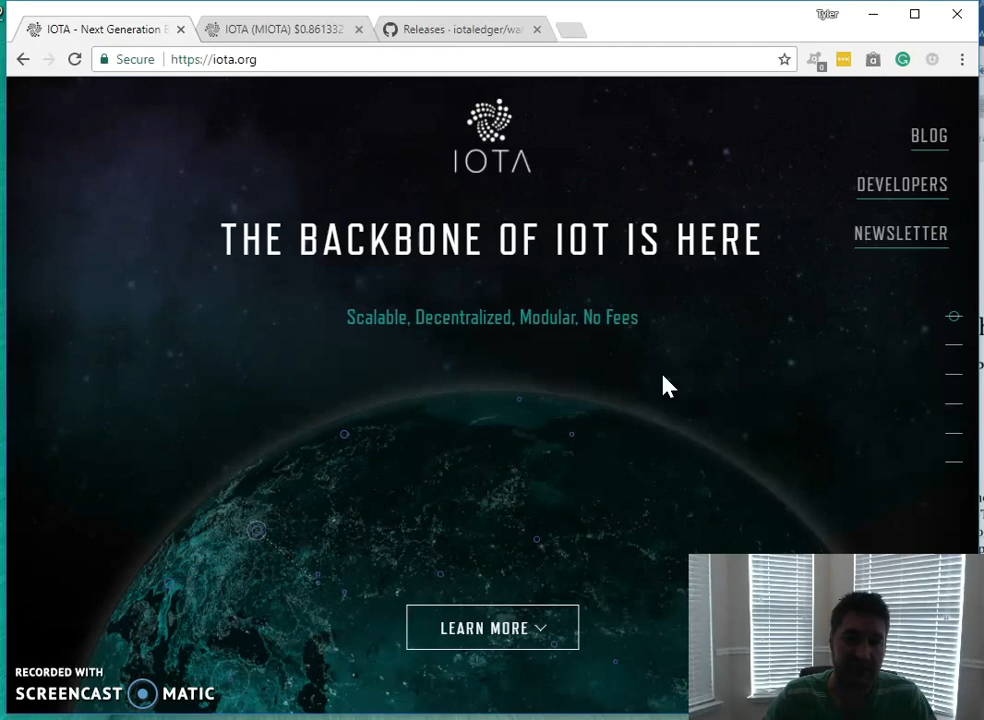 Tyler
IOTA - Next Generation B
IOTA (MIOTA) $0.861332
Releases · iotaledger/wal
Secure
https://iota.org
IOTA
BLOG
DEVELOPERS
NEWSLETTER
THE BACKBONE OF IOT IS HERE
Scalable, Decentralized, Modular, No Fees
LEARN MORE
RECORDED WITH
SCREENCAST MATIC